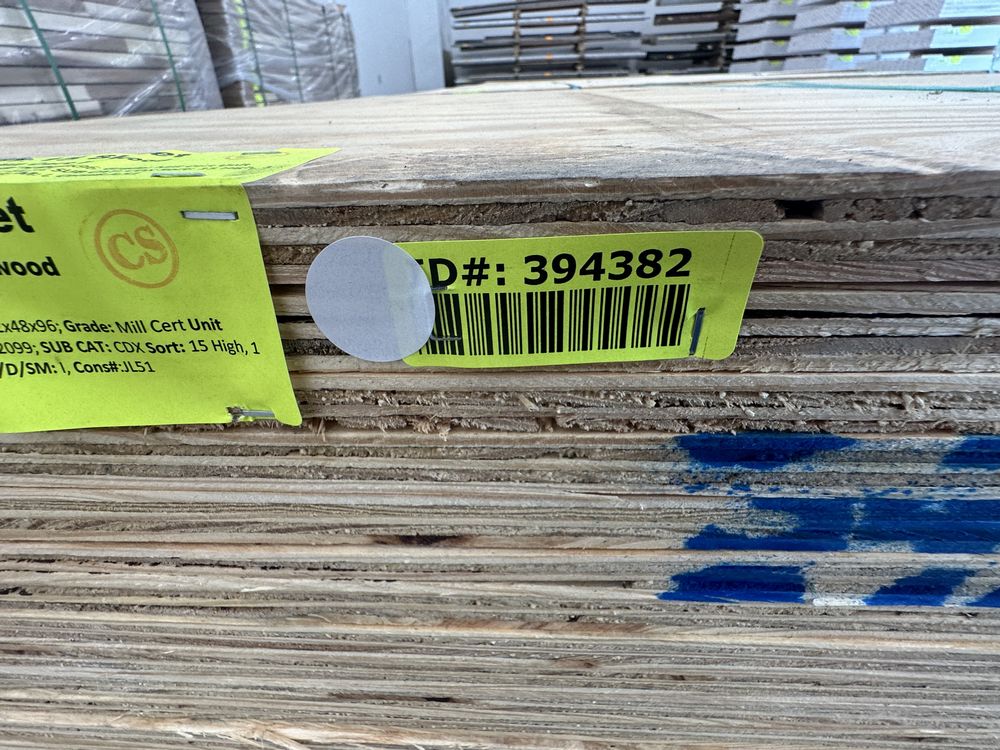 et
wood
CS
x48x96; Grade: Mill Cert Unit
2099; SUB CAT: CDX Sort: 15 High, 1
/D/SM: \, Cons#:JL51
ID#: 394382